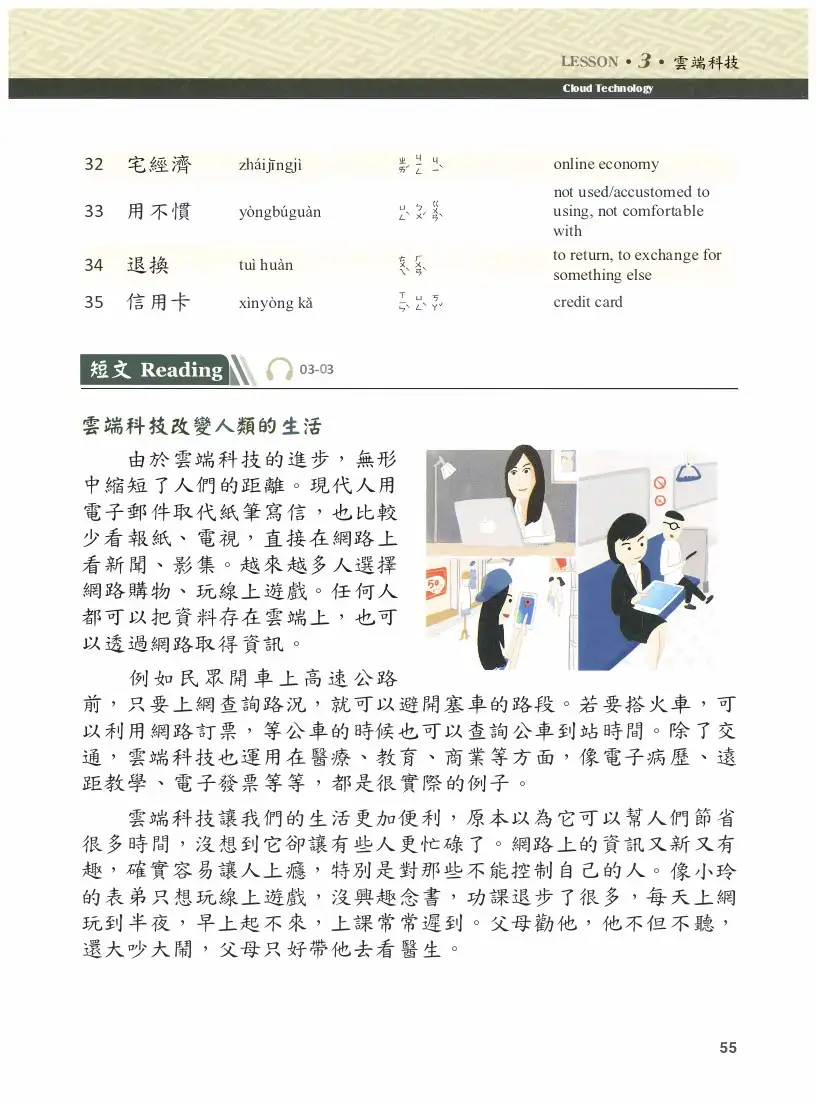 LESSON • 3 • 雲端科技
Cloud Technology
32 宅經濟 zháijīngjì ㄓㄞˊ ㄐㄧㄥ ㄐㄧˋ online economy
33 用不慣 yòngbúguàn ㄩㄥˋ ㄅㄨˊ ㄍㄨㄢˋ not used/accustomed to
using, not comfortable
with
34 退換 tuì huàn ㄊㄨㄟˋ ㄏㄨㄢˋ to return, to exchange for
something else
35 信用卡 xìnyòng kǎ ㄒㄧㄣˋ ㄩㄥˋ ㄎㄚˇ credit card
短文 Reading 03-03
雲端科技改變人類的生活
由於雲端科技的進步，無形
中縮短了人們的距離。現代人用
電子郵件取代紙筆寫信，也比較
少看報紙、電視，直接在網路上
看新聞、影集。越來越多人選擇
網路購物、玩線上遊戲。任何人
都可以把資料存在雲端上，也可
以透過網路取得資訊。
例如民眾開車上高速公路
前，只要上網查詢路況，就可以避開塞車的路段。若要搭火車，可
以利用網路訂票，等公車的時候也可以查詢公車到站時間。除了交
通，雲端科技也運用在醫療、教育、商業等方面，像電子病歷、遠
距教學、電子發票等等，都是很實際的例子。
雲端科技讓我們的生活更加便利，原本以為它可以幫人們節省
很多時間，沒想到它卻讓有些人更忙碌了。網路上的資訊又新又有
趣，確實容易讓人上癮，特別是對那些不能控制自己的人。像小玲
的表弟只想玩線上遊戲，沒興趣念書，功課退步了很多，每天上網
玩到半夜，早上起不來，上課常常遲到。父母勸他，他不但不聽，
還大吵大鬧，父母只好帶他去看醫生。
55